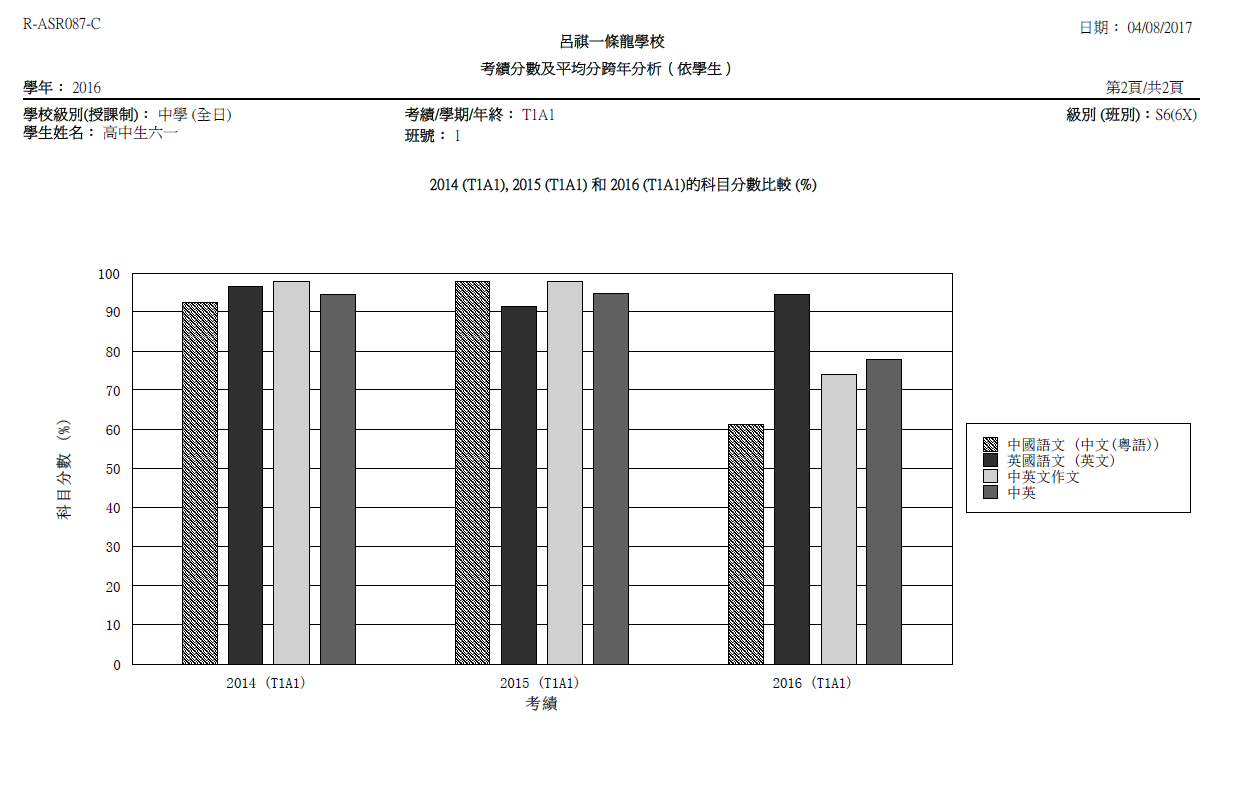 R-ASR087-C
日期： 04/08/2017
呂祺一條龍學校
考績分數及平均分跨年分析（依學生）
學年： 2016
第2頁/共2頁
學校級別(授課制)： 中學 (全日) 考績/學期/年終： T1A1 級別 (班別)：S6(6X)
學生姓名： 高中生六一 班號： 1
2014 (T1A1), 2015 (T1A1) 和 2016 (T1A1)的科目分數比較 (%)
科目分數 (%)
100
90
80
70
60
50
40
30
20
10
0
2014 (T1A1) 2015 (T1A1) 2016 (T1A1)
考績
中國語文 (中文(粵語))
英國語文 (英文)
中英文作文
中英